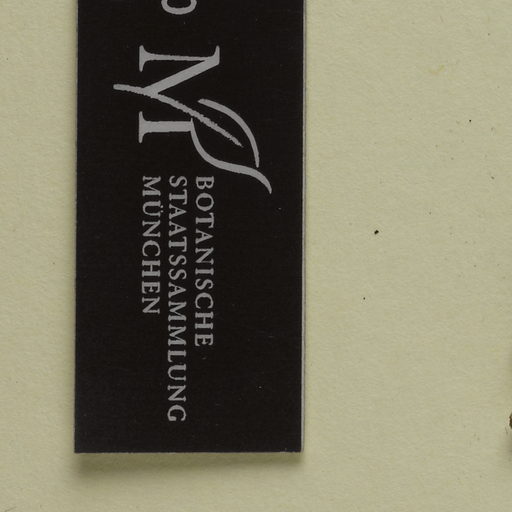 M
BOTANISCHE
STAATSSAMMLUNG
MÜNCHEN